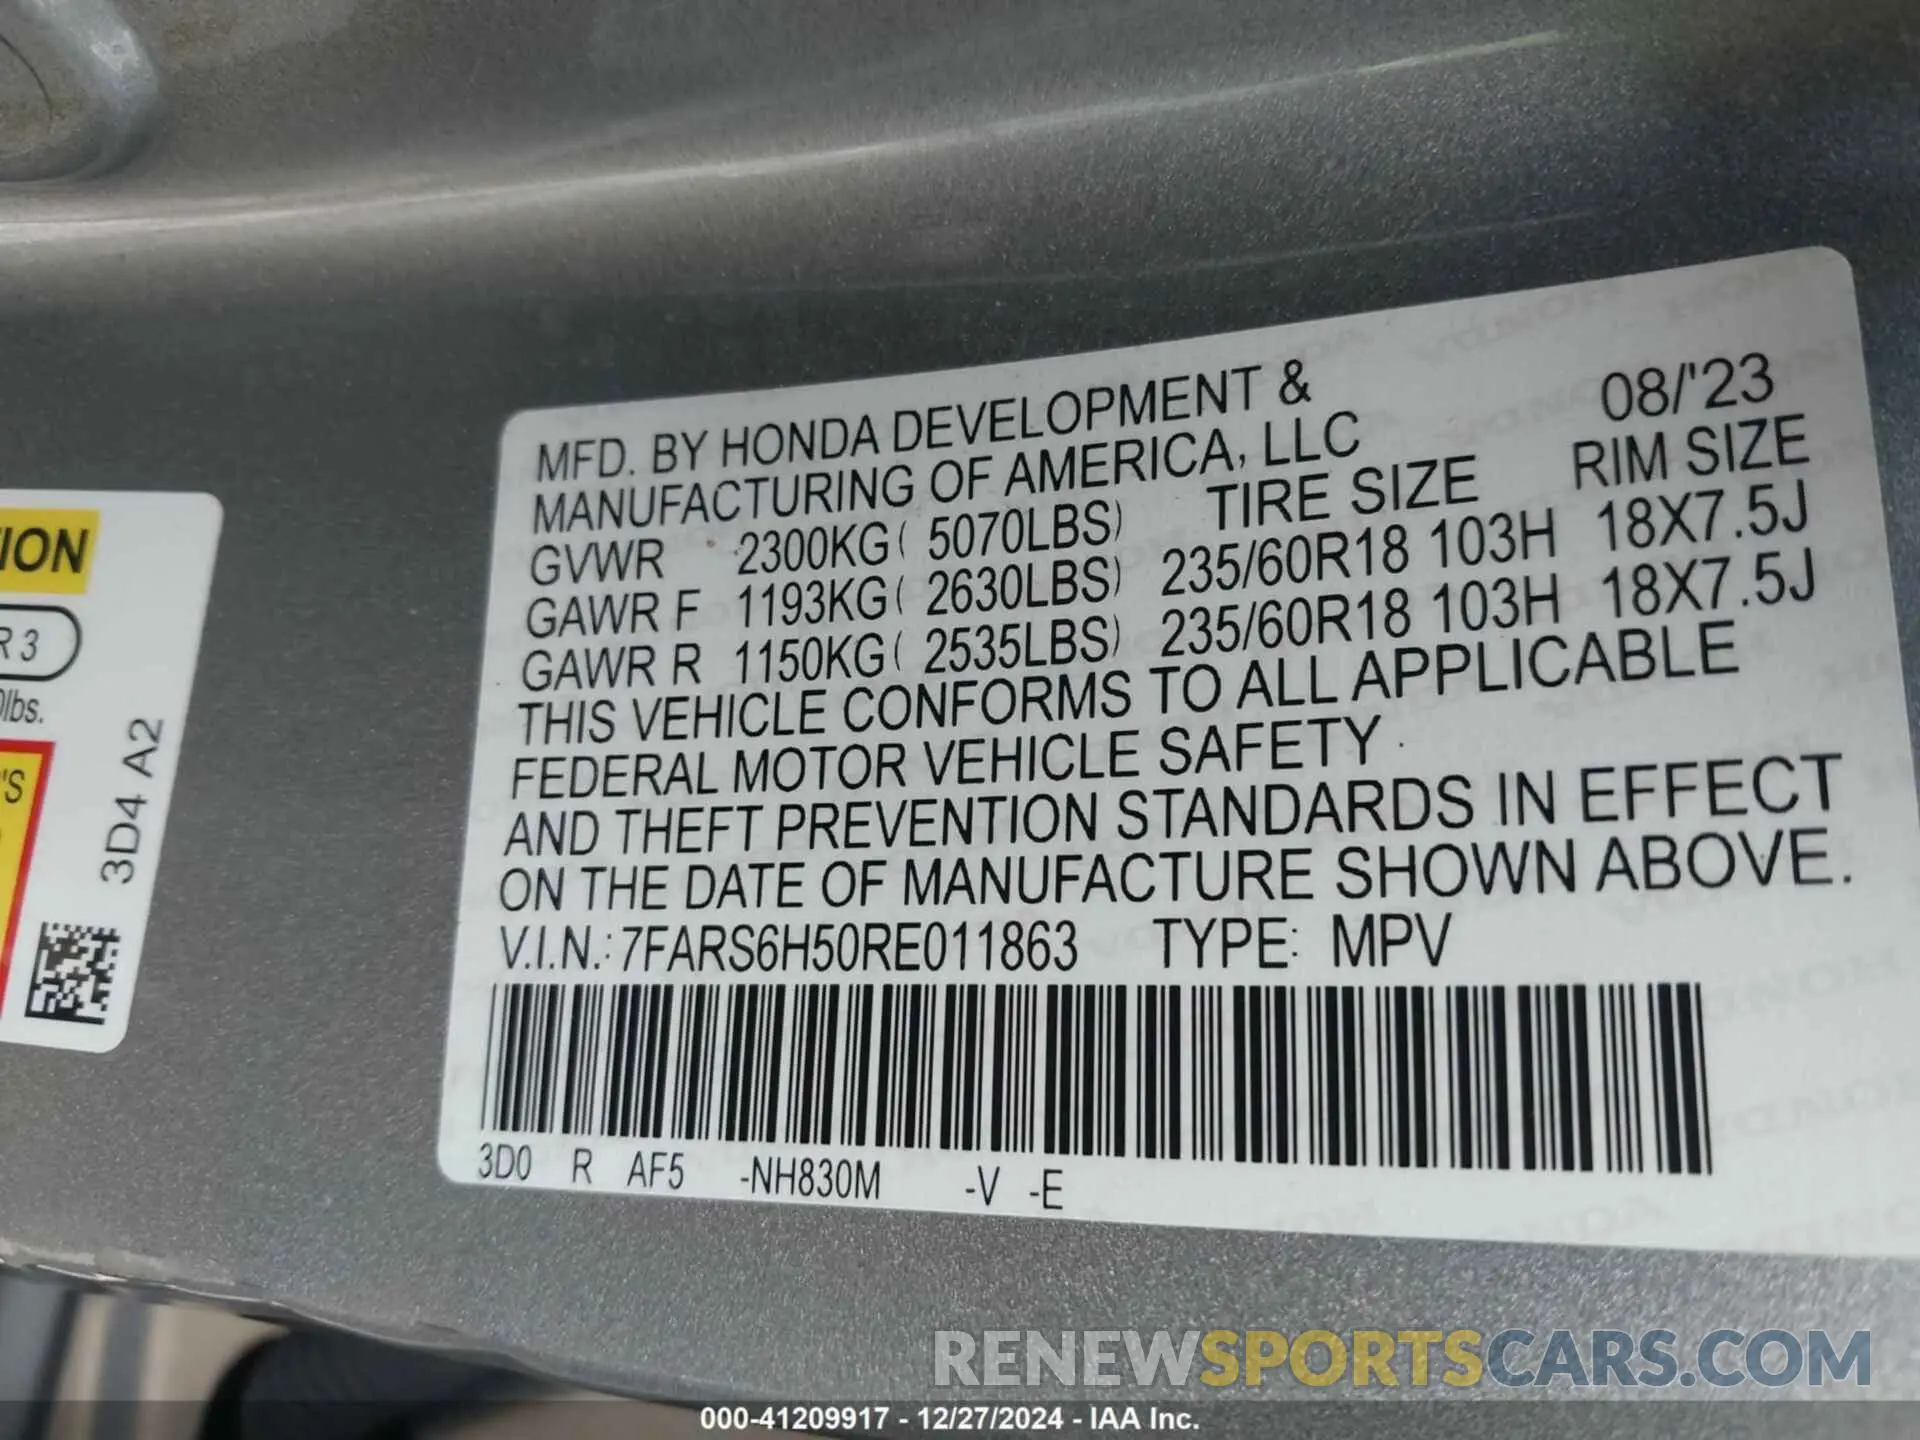 ION
R 3
lbs.
'S
3D4 A2
MFD. BY HONDA DEVELOPMENT &
MANUFACTURING OF AMERICA, LLC 08/'23
GVWR 2300KG( 5070LBS) TIRE SIZE RIM SIZE
GAWR F 1193KG( 2630LBS) 235/60R18 103H 18X7.5J
GAWR R 1150KG( 2535LBS) 235/60R18 103H 18X7.5J
THIS VEHICLE CONFORMS TO ALL APPLICABLE
FEDERAL MOTOR VEHICLE SAFETY
AND THEFT PREVENTION STANDARDS IN EFFECT
ON THE DATE OF MANUFACTURE SHOWN ABOVE.
V.I.N.: 7FARS6H50RE011863 TYPE: MPV
3D0 R AF5 -NH830M -V -E
RENEWSPORTSCARS.COM
000-41209917 - 12/27/2024 - IAA Inc.